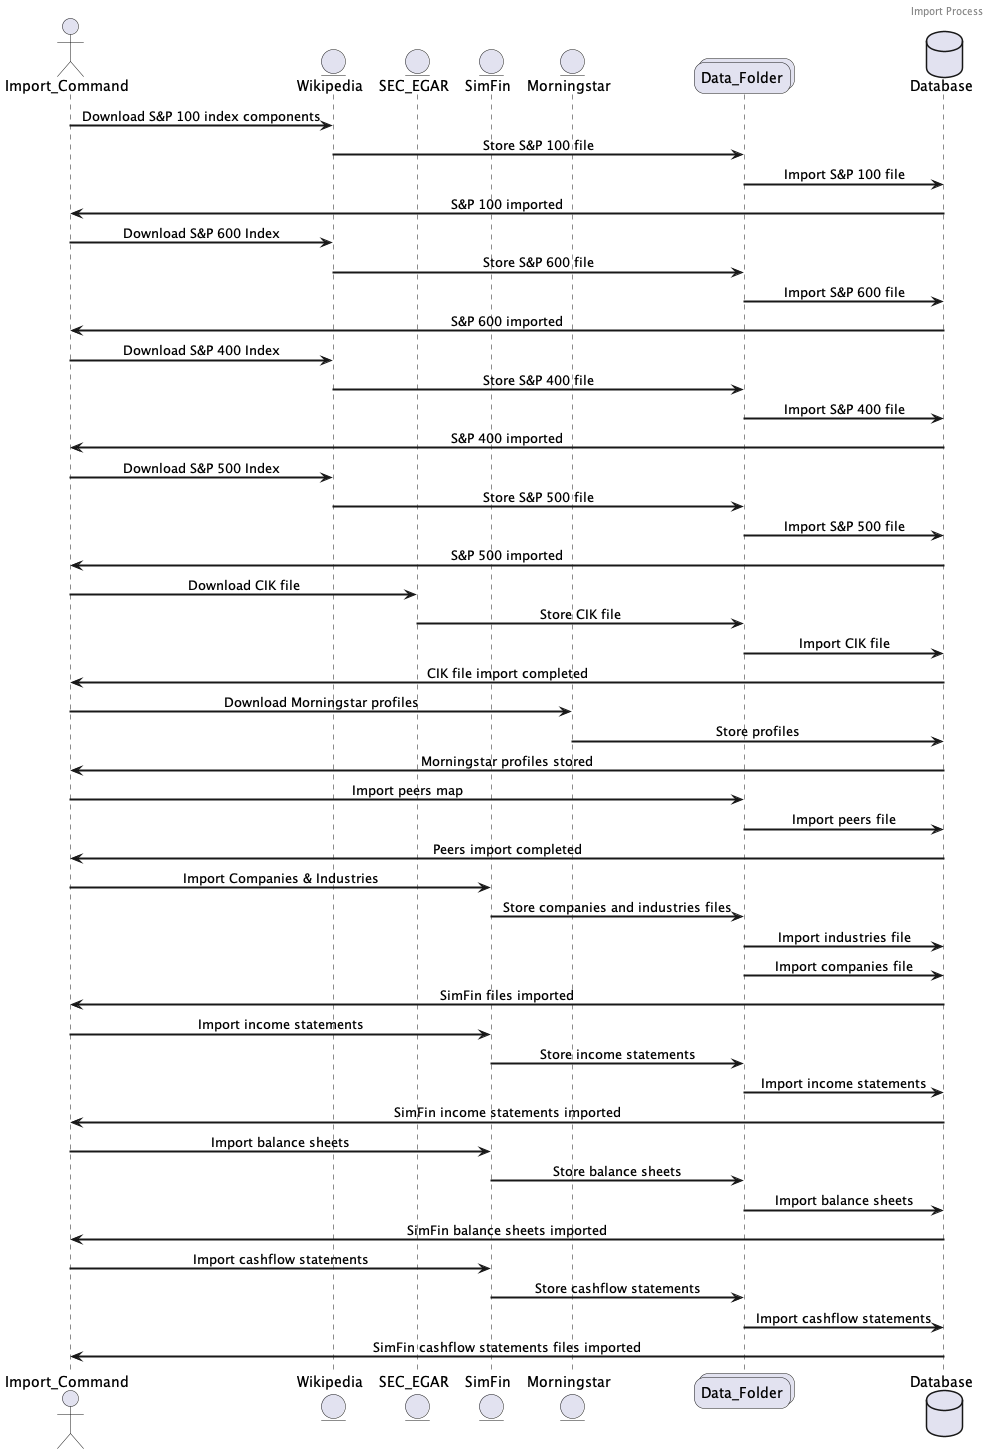 Import Process
Import_Command
Wikipedia
SEC_EGAR
SimFin
Morningstar
Data_Folder
Database
Download S&P 100 index components
Store S&P 100 file
Import S&P 100 file
S&P 100 imported
Download S&P 600 Index
Store S&P 600 file
Import S&P 600 file
S&P 600 imported
Download S&P 400 Index
Store S&P 400 file
Import S&P 400 file
S&P 400 imported
Download S&P 500 Index
Store S&P 500 file
Import S&P 500 file
S&P 500 imported
Download CIK file
Store CIK file
Import CIK file
CIK file import completed
Download Morningstar profiles
Store profiles
Morningstar profiles stored
Import peers map
Import peers file
Peers import completed
Import Companies & Industries
Store companies and industries files
Import industries file
Import companies file
SimFin files imported
Import income statements
Store income statements
Import income statements
SimFin income statements imported
Import balance sheets
Store balance sheets
Import balance sheets
SimFin balance sheets imported
Import cashflow statements
Store cashflow statements
Import cashflow statements
SimFin cashflow statements files imported
Import_Command
Wikipedia
SEC_EGAR
SimFin
Morningstar
Data_Folder
Database